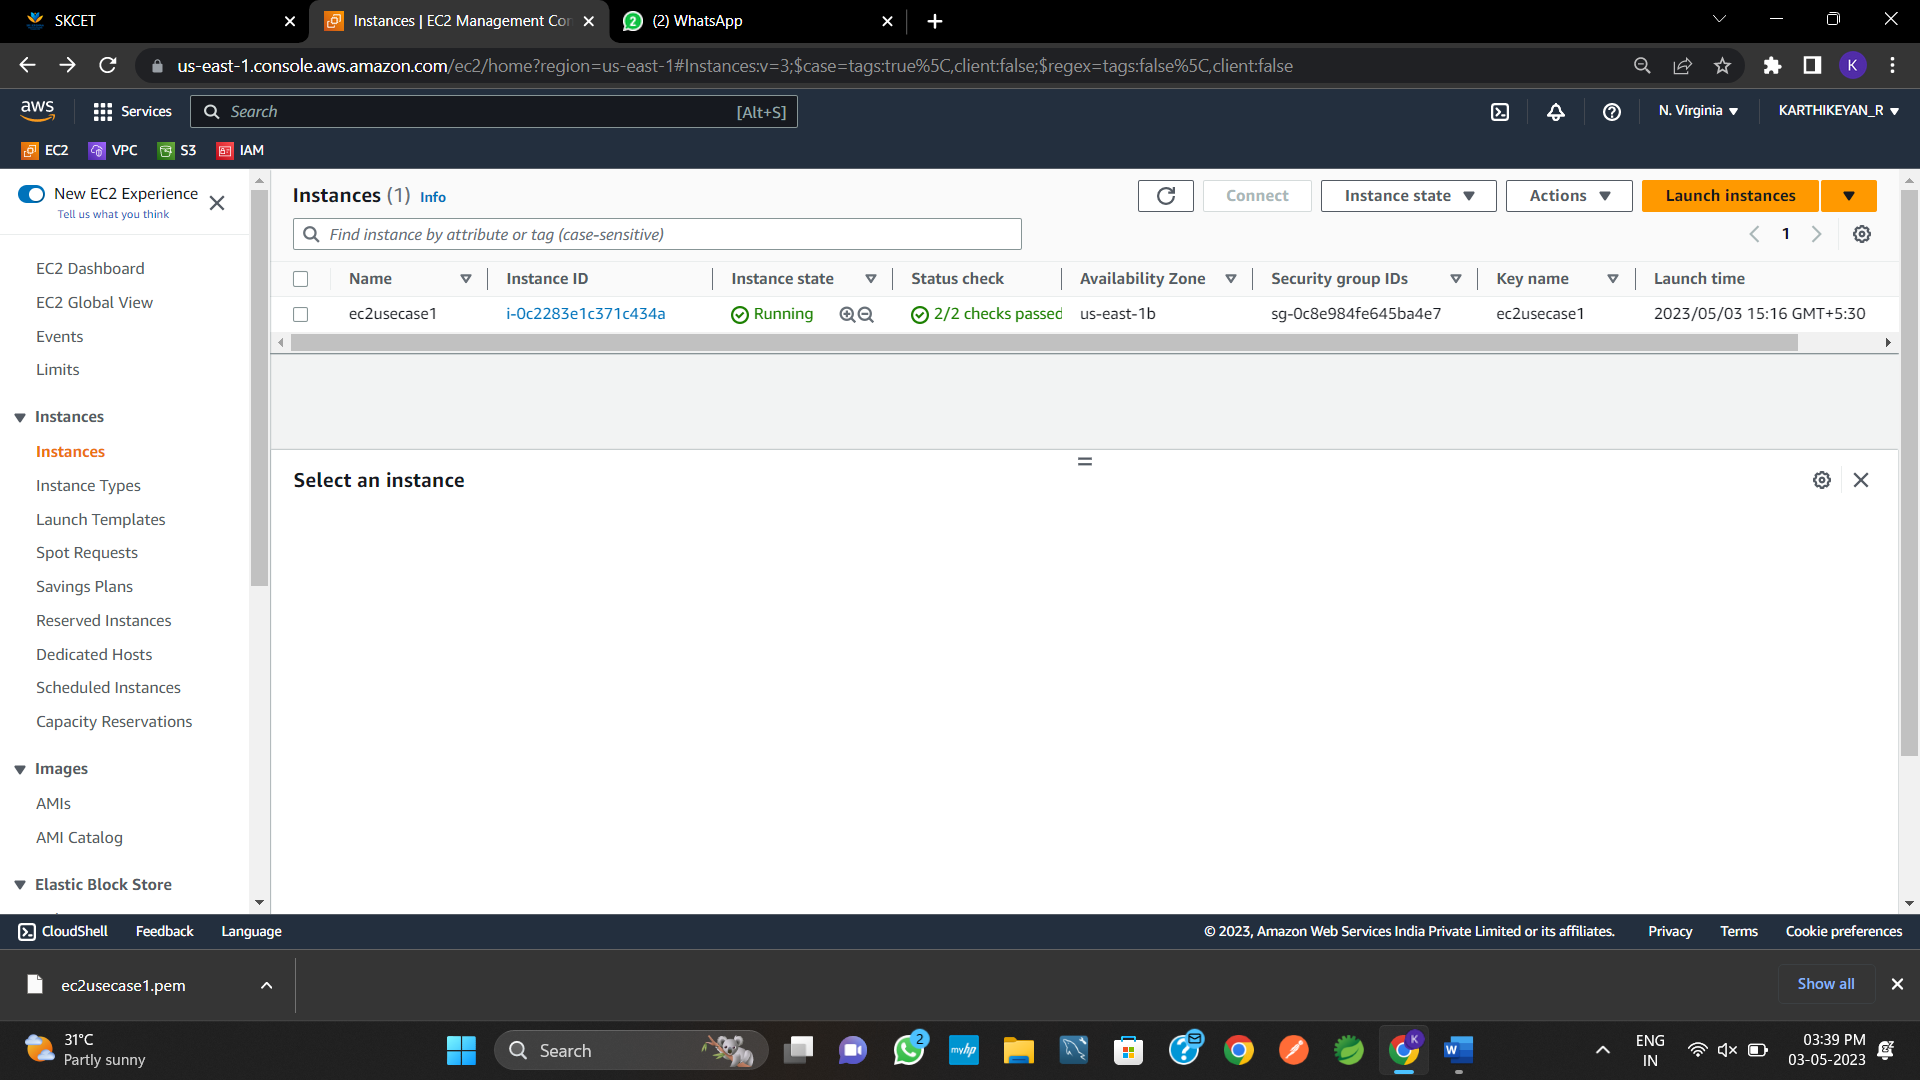 SKCET
Instances | EC2 Management Con
2 (2) WhatsApp
us-east-1.console.aws.amazon.com/ec2/home?region=us-east-1#Instances:v=3;$case=tags:true%5C,client:false;$regex=tags:false%5C,client:false
K
aws
Services
Search [Alt+S]
N. Virginia
KARTHIKEYAN_R
EC2 VPC S3 IAM
New EC2 Experience
Tell us what you think
EC2 Dashboard
EC2 Global View
Events
Limits
Instances
Instances
Instance Types
Launch Templates
Spot Requests
Savings Plans
Reserved Instances
Dedicated Hosts
Scheduled Instances
Capacity Reservations
Images
AMIs
AMI Catalog
Elastic Block Store
Instances (1) Info
Connect Instance state Actions Launch instances
Find instance by attribute or tag (case-sensitive)
1
Name Instance ID Instance state Status check Availability Zone Security group IDs Key name Launch time
ec2usecase1 i-0c2283e1c371c434a Running 2/2 checks passed us-east-1b sg-0c8e984fe645ba4e7 ec2usecase1 2023/05/03 15:16 GMT+5:30
Select an instance
CloudShell Feedback Language
© 2023, Amazon Web Services India Private Limited or its affiliates. Privacy Terms Cookie preferences
ec2usecase1.pem
Show all
31°C
Partly sunny
Search
2
myhp
K
W
ENG
IN
03:39 PM
03-05-2023